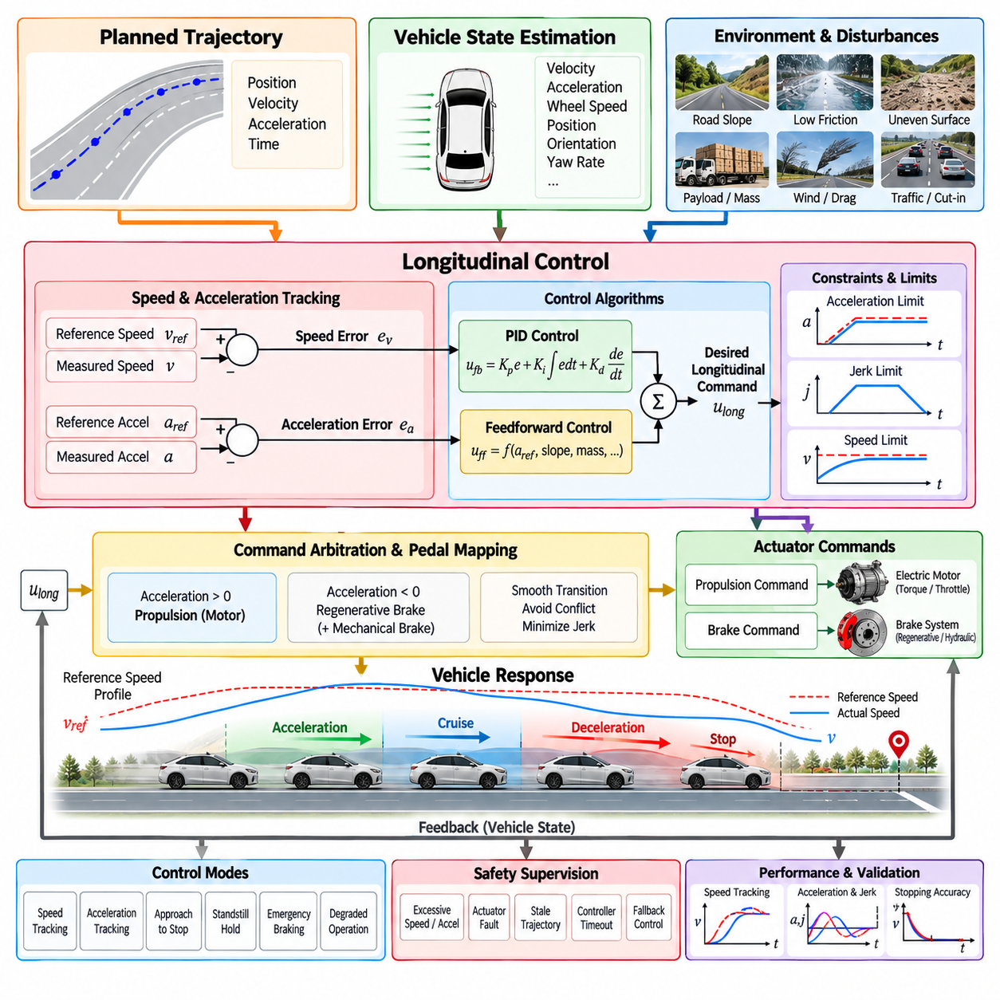 Planned Trajectory
Position
Velocity
Acceleration
Time
Vehicle State Estimation
Velocity
Acceleration
Wheel Speed
Position
Orientation
Yaw Rate
...
Environment & Disturbances
Road Slope
Low Friction
Uneven Surface
Payload / Mass
Wind / Drag
Traffic / Cut-in
Longitudinal Control
Speed & Acceleration Tracking
Reference Speed v_ref
Measured Speed v
+
−
Speed Error e_v
Reference Accel a_ref
Measured Accel a
+
−
Acceleration Error e_a
Control Algorithms
PID Control
u_fb = K_p e + K_i ∫ edt + K_d de/dt
Feedforward Control
u_ff = f(a_ref, slope, mass, ...)
Σ
Desired
Longitudinal
Command
u_long
Constraints & Limits
Acceleration Limit
a
t
Jerk Limit
j
t
Speed Limit
v
t
u_long
Command Arbitration & Pedal Mapping
Acceleration > 0
Propulsion (Motor)
Acceleration < 0
Regenerative Brake
(+ Mechanical Brake)
Smooth Transition
Avoid Conflict
Minimize Jerk
Actuator Commands
Propulsion Command
Electric Motor
(Torque / Throttle)
Brake Command
Brake System
(Regenerative / Hydraulic)
Vehicle Response
Reference Speed
Profile
v_ref
Reference Speed
Actual Speed
Acceleration
Cruise
Deceleration
Stop
v
Feedback (Vehicle State)
Control Modes
Speed
Tracking
Acceleration
Tracking
Approach
to Stop
Standstill
Hold
Emergency
Braking
Degraded
Operation
Safety Supervision
Excessive
Speed / Accel
Actuator
Fault
Stale
Trajectory
Controller
Timeout
Fallback
Control
Performance & Validation
Speed Tracking
v
t
Acceleration & Jerk
a,j
t
Stopping Accuracy
v
t